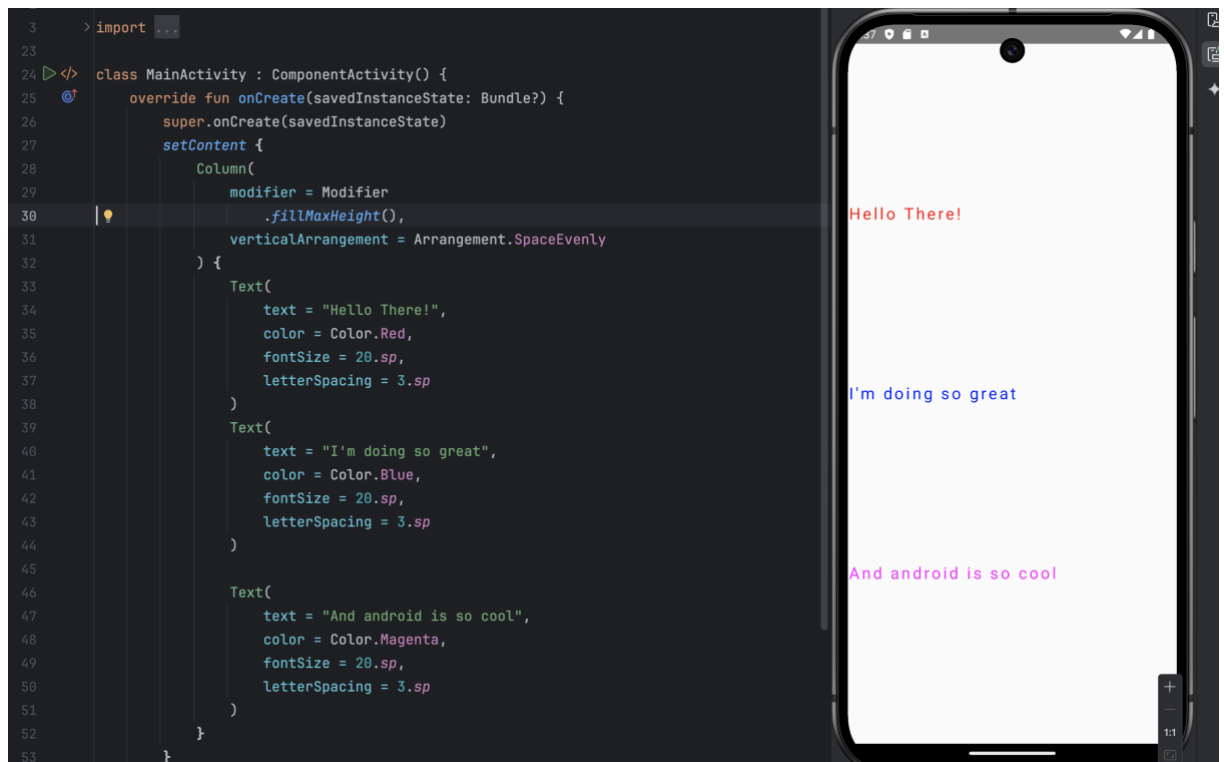 3 import ...
23
24 class MainActivity : ComponentActivity() {
25 override fun onCreate(savedInstanceState: Bundle?) {
26 super.onCreate(savedInstanceState)
27 setContent {
28 Column(
29 modifier = Modifier
30 .fillMaxHeight(),
31 verticalArrangement = Arrangement.SpaceEvenly
32 ) {
33 Text(
34 text = "Hello There!",
35 color = Color.Red,
36 fontSize = 20.sp,
37 letterSpacing = 3.sp
38 )
39 Text(
40 text = "I'm doing so great",
41 color = Color.Blue,
42 fontSize = 20.sp,
43 letterSpacing = 3.sp
44 )
45
46 Text(
47 text = "And android is so cool",
48 color = Color.Magenta,
49 fontSize = 20.sp,
50 letterSpacing = 3.sp
51 )
52 }
53 }
Hello There!
I'm doing so great
And android is so cool
1:1